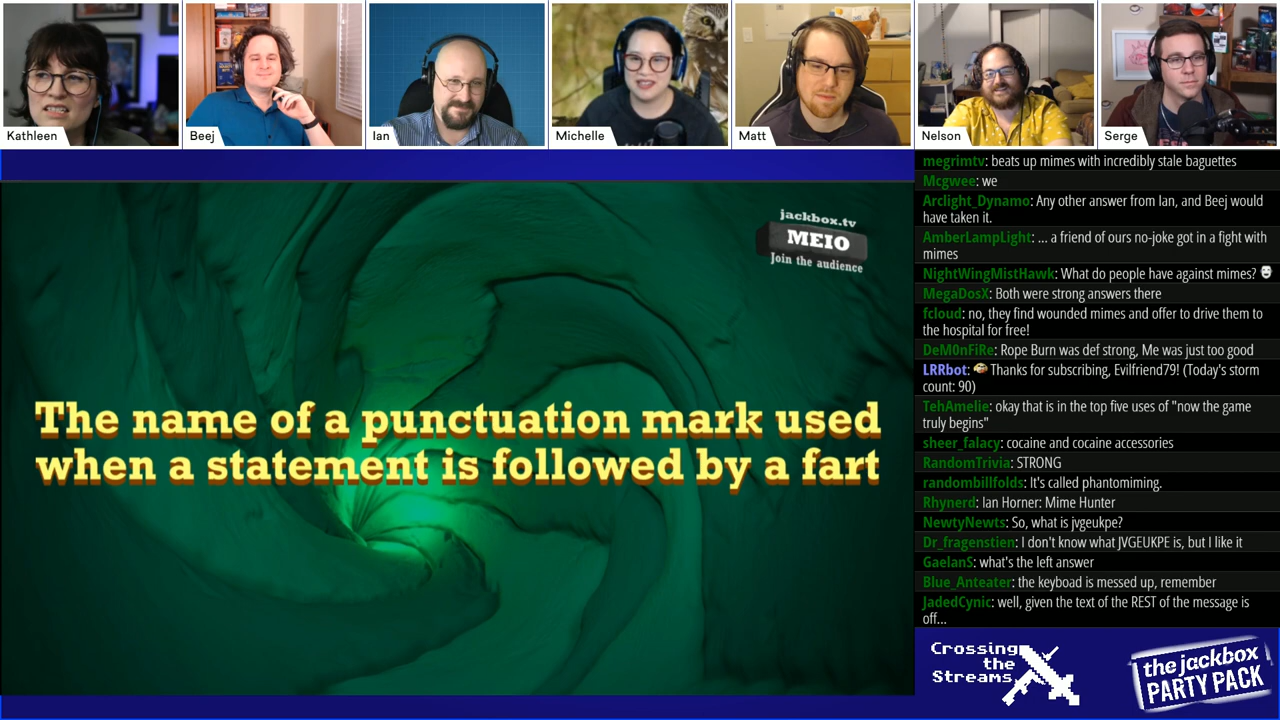 Kathleen
Beej
Ian
Michelle
Matt
Nelson
Serge
jackbox.tv
MEIO
Join the audience
The name of a punctuation mark used
when a statement is followed by a fart
megrimtv: beats up mimes with incredibly stale baguettes
Mcgwee: we
Arclight_Dynamo: Any other answer from Ian, and Beej would
have taken it.
AmberLampLight: ... a friend of ours no-joke got in a fight with
mimes
NightWingMistHawk: What do people have against mimes?
MegaDosX: Both were strong answers there
fcloud: no, they find wounded mimes and offer to drive them to
the hospital for free!
DeM0nFiRe: Rope Burn was def strong, Me was just too good
LRRbot: Thanks for subscribing, Evilfriend79! (Today's storm
count: 90)
TehAmelie: okay that is in the top five uses of "now the game
truly begins"
sheer_falacy: cocaine and cocaine accessories
RandomTrivia: STRONG
randombillfolds: It's called phantomiming.
Rhynerd: Ian Horner: Mime Hunter
NewtyNewts: So, what is jvgeukpe?
Dr_fragenstien: I don't know what JVGEUKPE is, but I like it
GaelanS: what's the left answer
Blue_Anteater: the keyboad is messed up, remember
JadedCynic: well, given the text of the REST of the message is
off...
Crossing
the
Streams
the jackbox
PARTY PACK